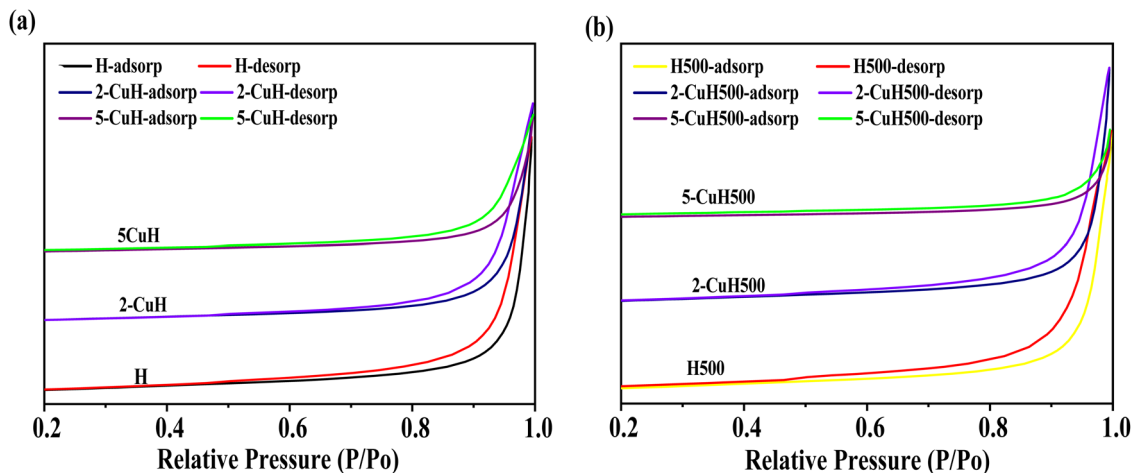 (a)
H-adsorp H-desorp
2-CuH-adsorp 2-CuH-desorp
5-CuH-adsorp 5-CuH-desorp
5CuH
2-CuH
H
0.2 0.4 0.6 0.8 1.0
Relative Pressure (P/Po)
(b)
H500-adsorp H500-desorp
2-CuH500-adsorp 2-CuH500-desorp
5-CuH500-adsorp 5-CuH500-desorp
5-CuH500
2-CuH500
H500
0.2 0.4 0.6 0.8 1.0
Relative Pressure (P/Po)